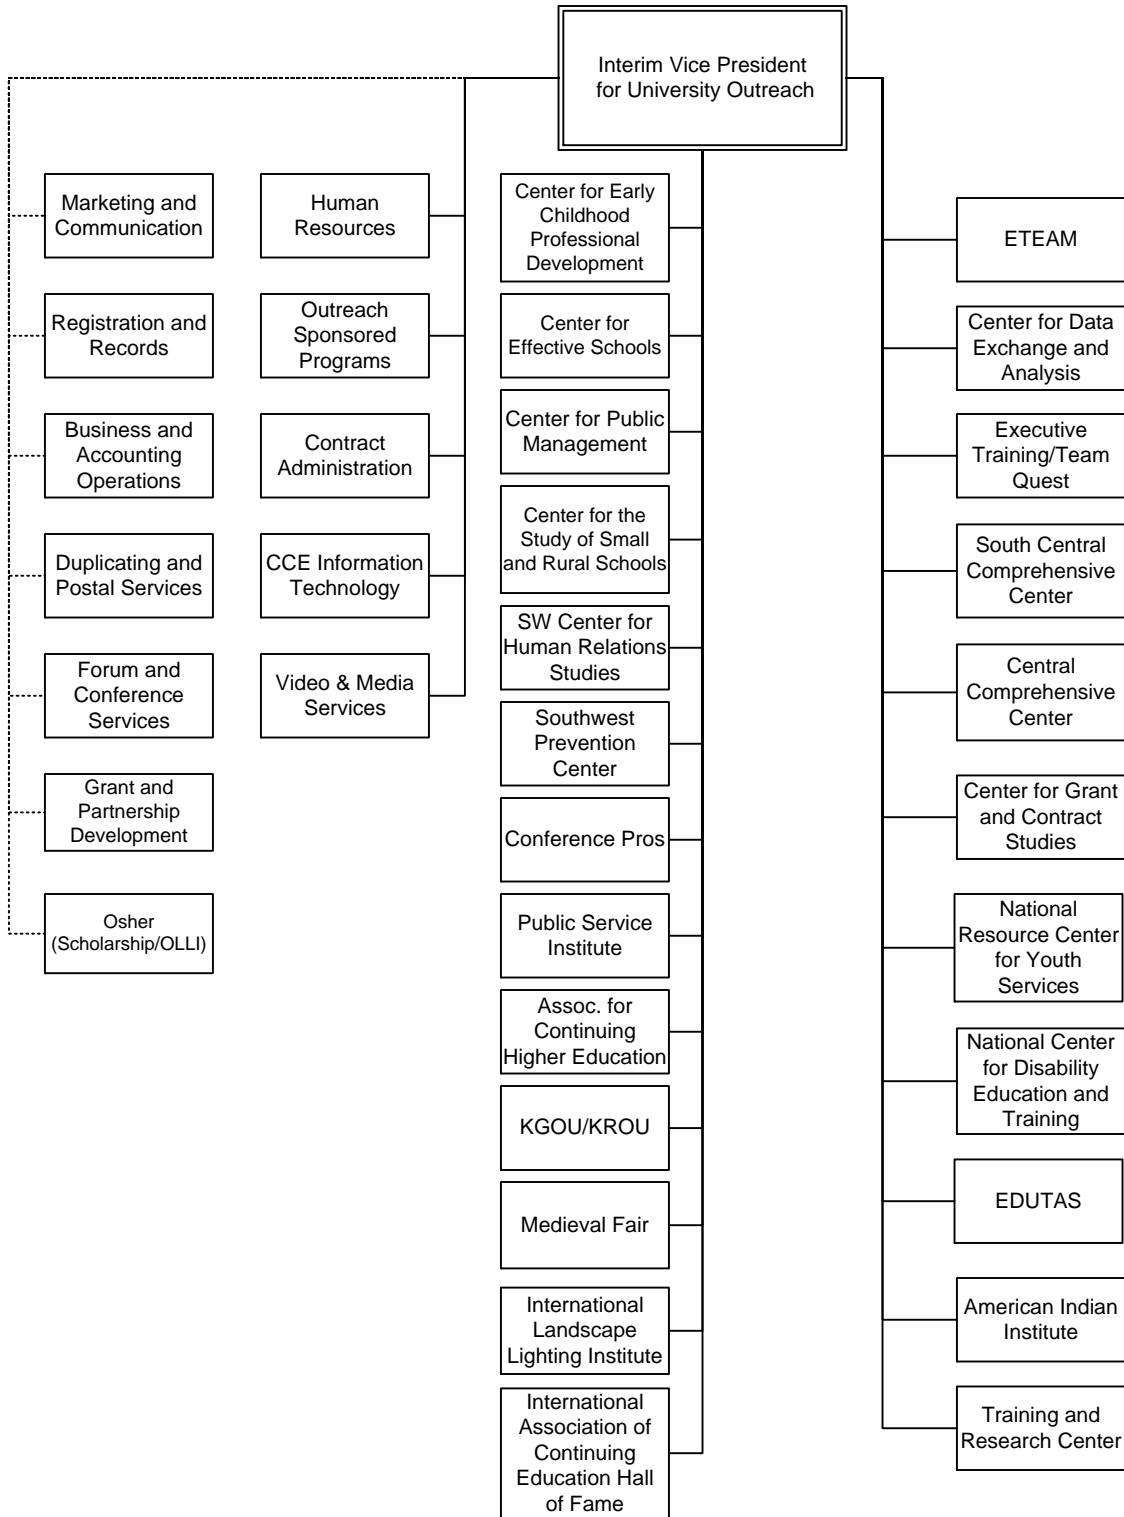 Interim Vice President
for University Outreach
Marketing and
Communication
Registration and
Records
Business and
Accounting
Operations
Duplicating and
Postal Services
Forum and
Conference
Services
Grant and
Partnership
Development
Osher
(Scholarship/OLLI)
Human
Resources
Outreach
Sponsored
Programs
Contract
Administration
CCE Information
Technology
Video & Media
Services
Center for Early
Childhood
Professional
Development
Center for
Effective Schools
Center for Public
Management
Center for the
Study of Small
and Rural Schools
SW Center for
Human Relations
Studies
Southwest
Prevention
Center
Conference Pros
Public Service
Institute
Assoc. for
Continuing
Higher Education
KGOU/KROU
Medieval Fair
International
Landscape
Lighting Institute
International
Association of
Continuing
Education Hall
of Fame
ETEAM
Center for Data
Exchange and
Analysis
Executive
Training/Team
Quest
South Central
Comprehensive
Center
Central
Comprehensive
Center
Center for Grant
and Contract
Studies
National
Resource Center
for Youth
Services
National Center
for Disability
Education and
Training
EDUTAS
American Indian
Institute
Training and
Research Center